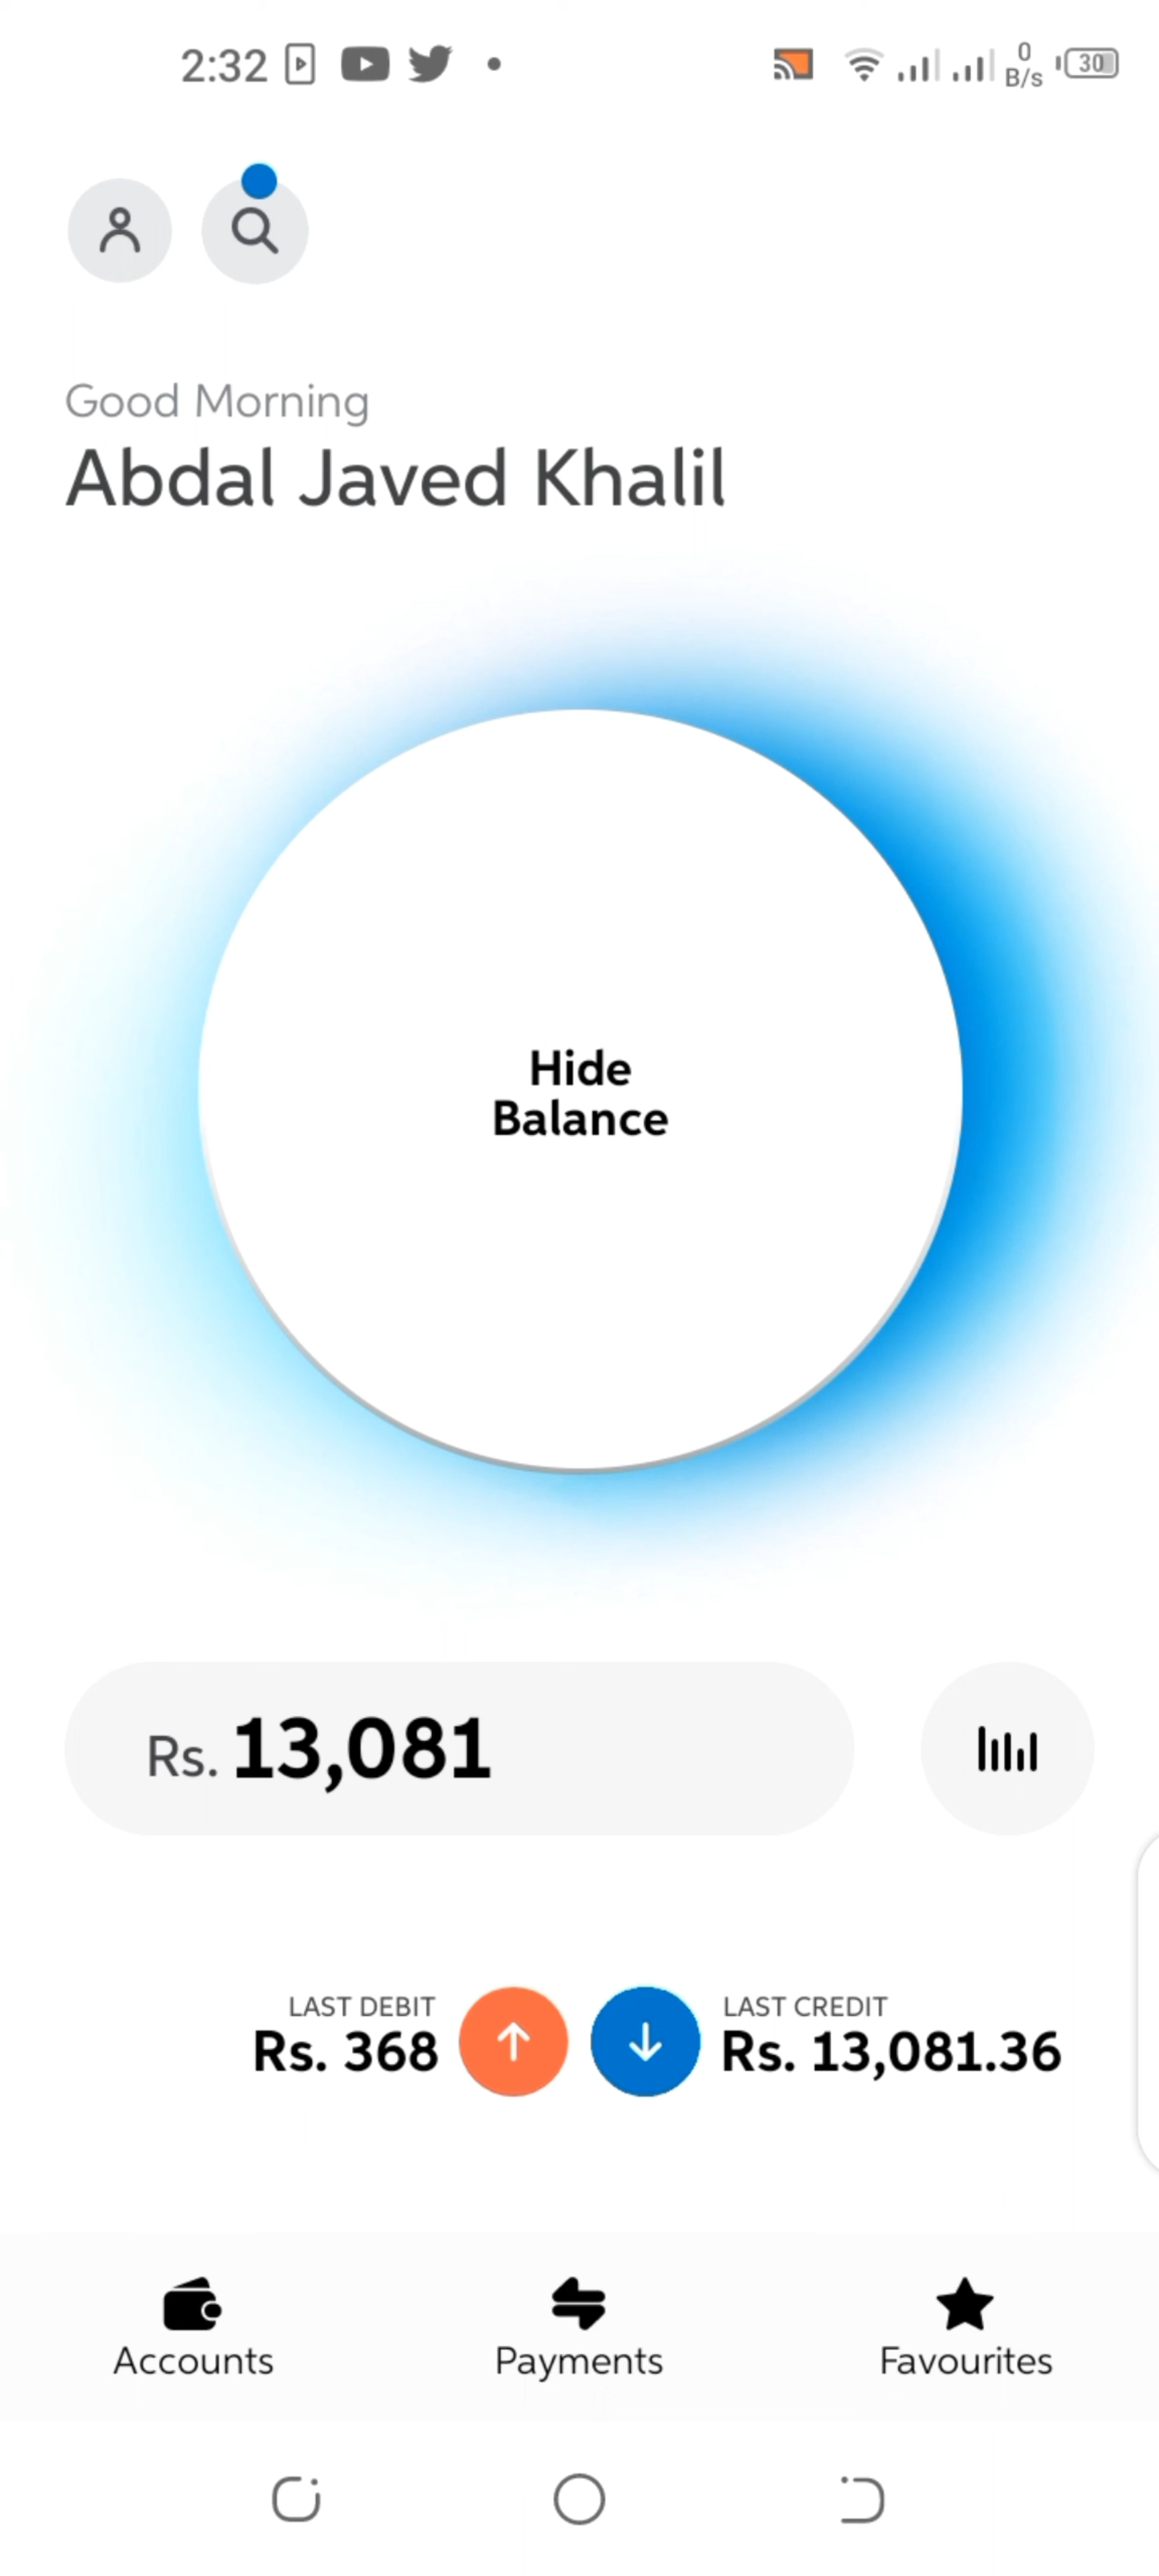 2:32
0
B/s
30
Good Morning
Abdal Javed Khalil
Hide
Balance
Rs. 13,081
LAST DEBIT
Rs. 368
LAST CREDIT
Rs. 13,081.36
Accounts
Payments
Favourites